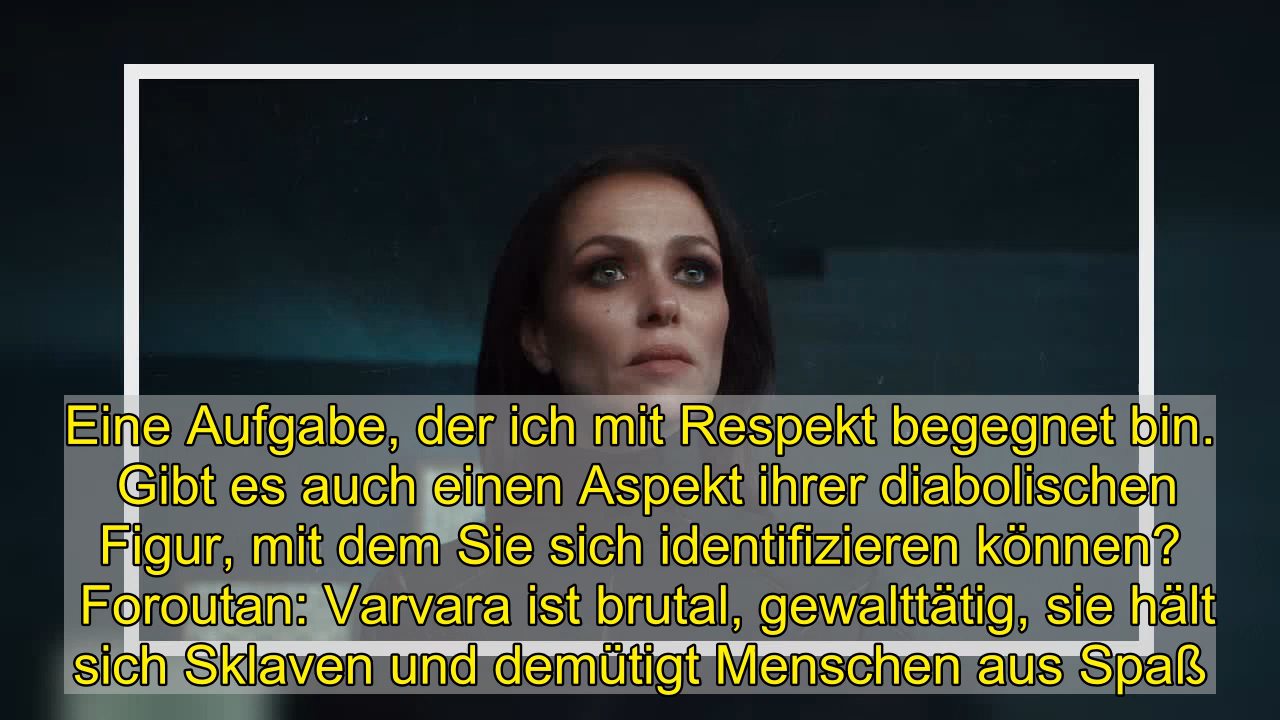 Eine Aufgabe, der ich mit Respekt begegnet bin.
Gibt es auch einen Aspekt ihrer diabolischen
Figur, mit dem Sie sich identifizieren können?
Foroutan: Varvara ist brutal, gewalttätig, sie hält
sich Sklaven und demütigt Menschen aus Spaß